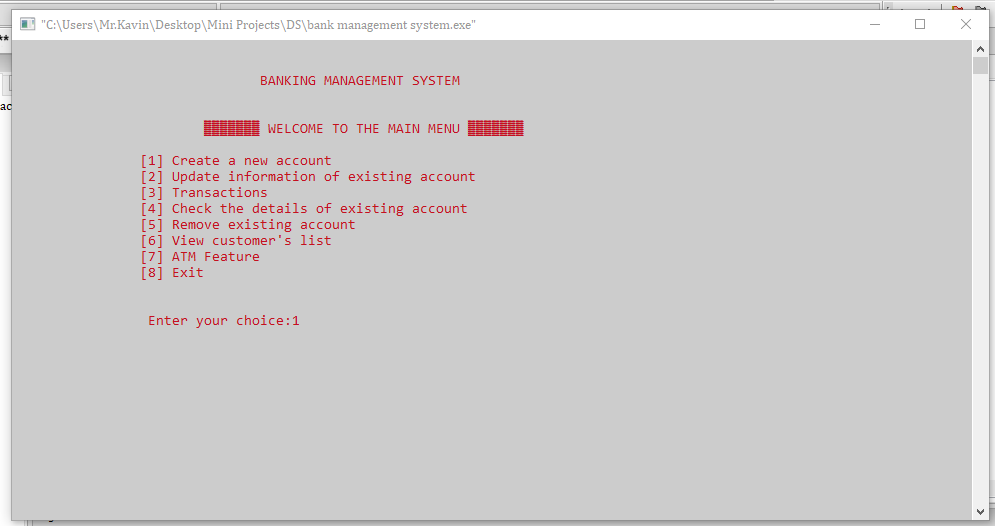 "C:\Users\Mr.Kavin\Desktop\Mini Projects\DS\bank management system.exe"
**
ac
BANKING MANAGEMENT SYSTEM
WELCOME TO THE MAIN MENU
[1] Create a new account
[2] Update information of existing account
[3] Transactions
[4] Check the details of existing account
[5] Remove existing account
[6] View customer's list
[7] ATM Feature
[8] Exit
Enter your choice:1